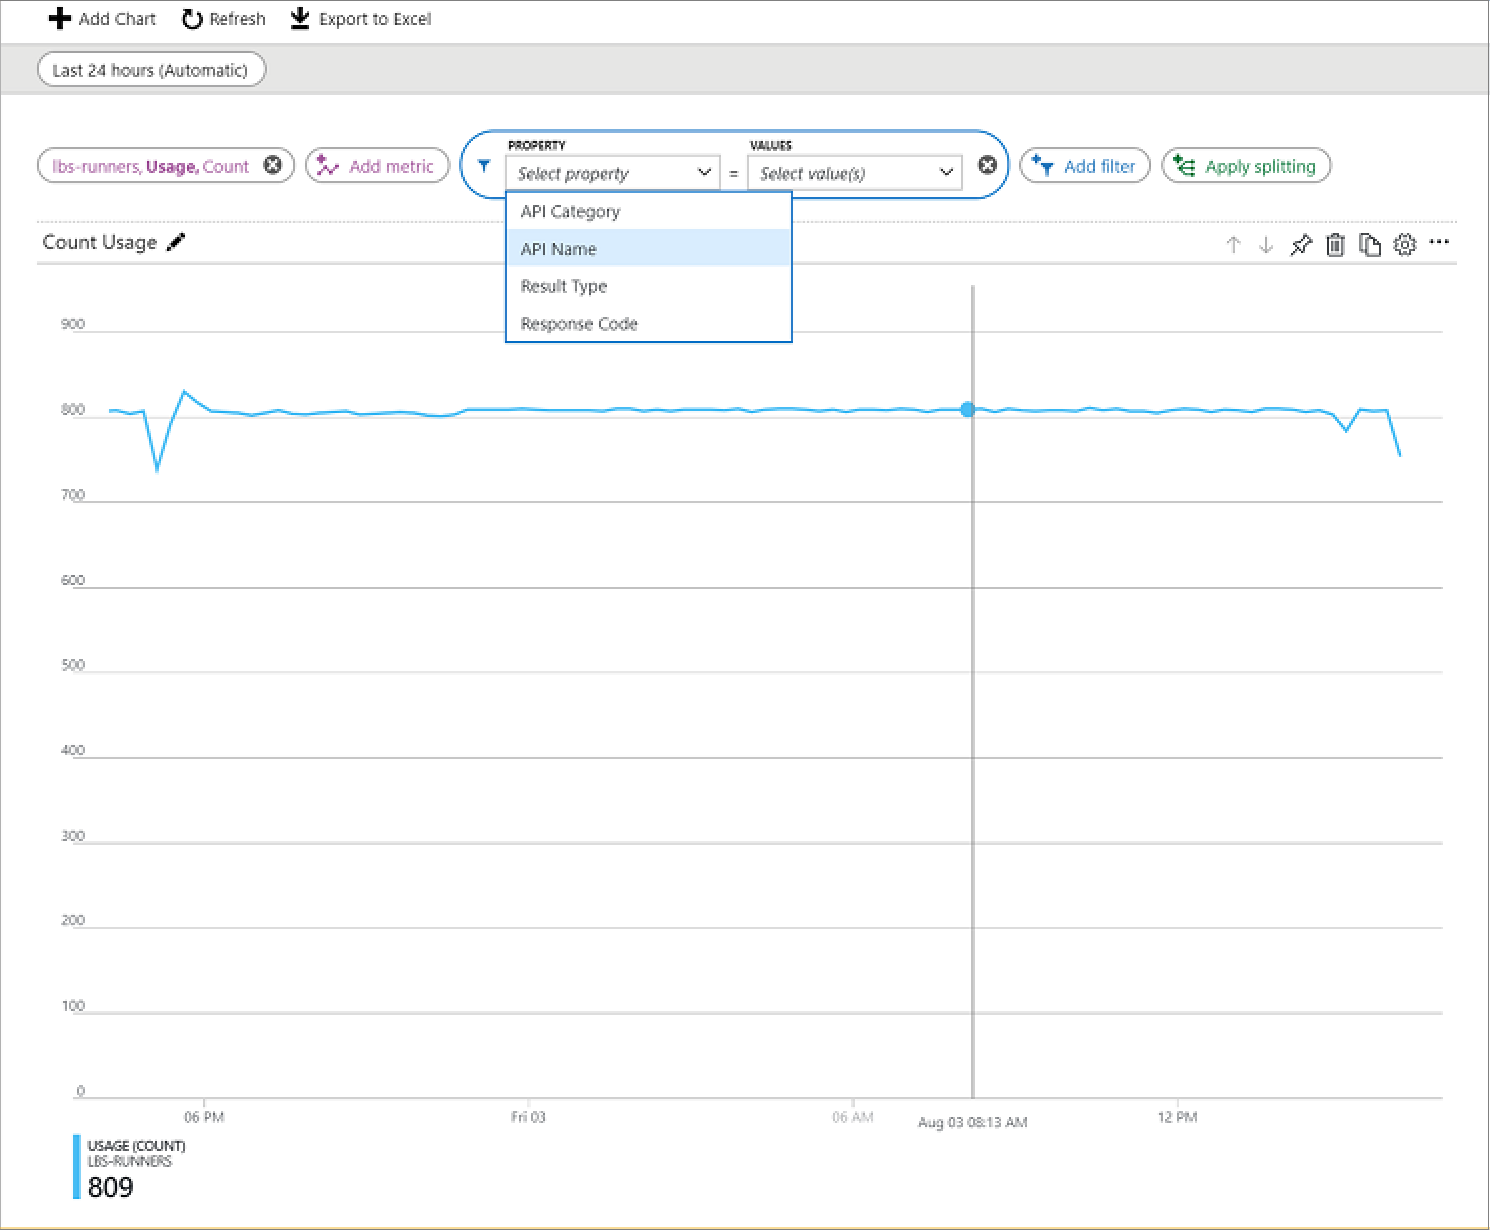 Add Chart Refresh Export to Excel
Last 24 hours (Automatic)
PROPERTY VALUES
lbs-runners, Usage, Count Add metric Select property = Select value(s) Add filter Apply splitting
API Category
API Name
Result Type
Response Code
Count Usage
900
800
700
600
500
400
300
200
100
0
06 PM Fri 03 06 AM Aug 03 08:13 AM 12 PM
USAGE (COUNT)
LBS-RUNNERS
809